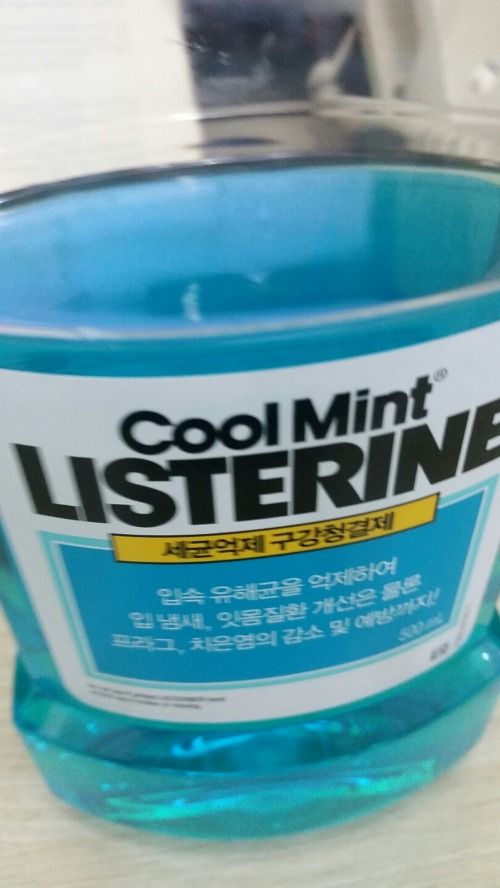 Cool Mint®
LISTERINE
세균억제 구강청결제
입속 유해균을 억제하여
입 냄새, 잇몸질환 개선은 물론
프라그, 치은염의 감소 및 예방까지!
500 mL